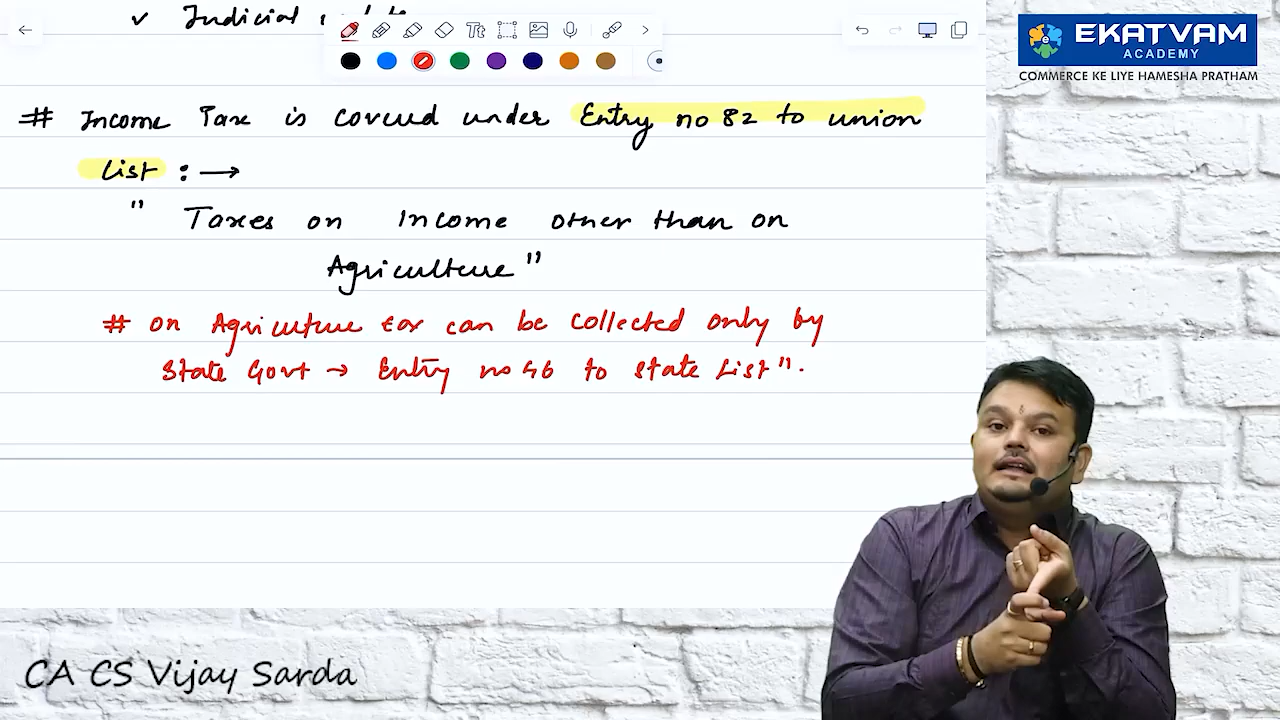 ✓ Judicial
EKATVAM
ACADEMY
COMMERCE KE LIYE HAMESHA PRATHAM
Tt
# Income Tax is covered under Entry no 82 to union
List : →
" Taxes on Income other than on
Agriculture "
# on Agriculture tax can be collected only by
State Govt → Entry no 46 to state List ".
CA CS Vijay Sarda